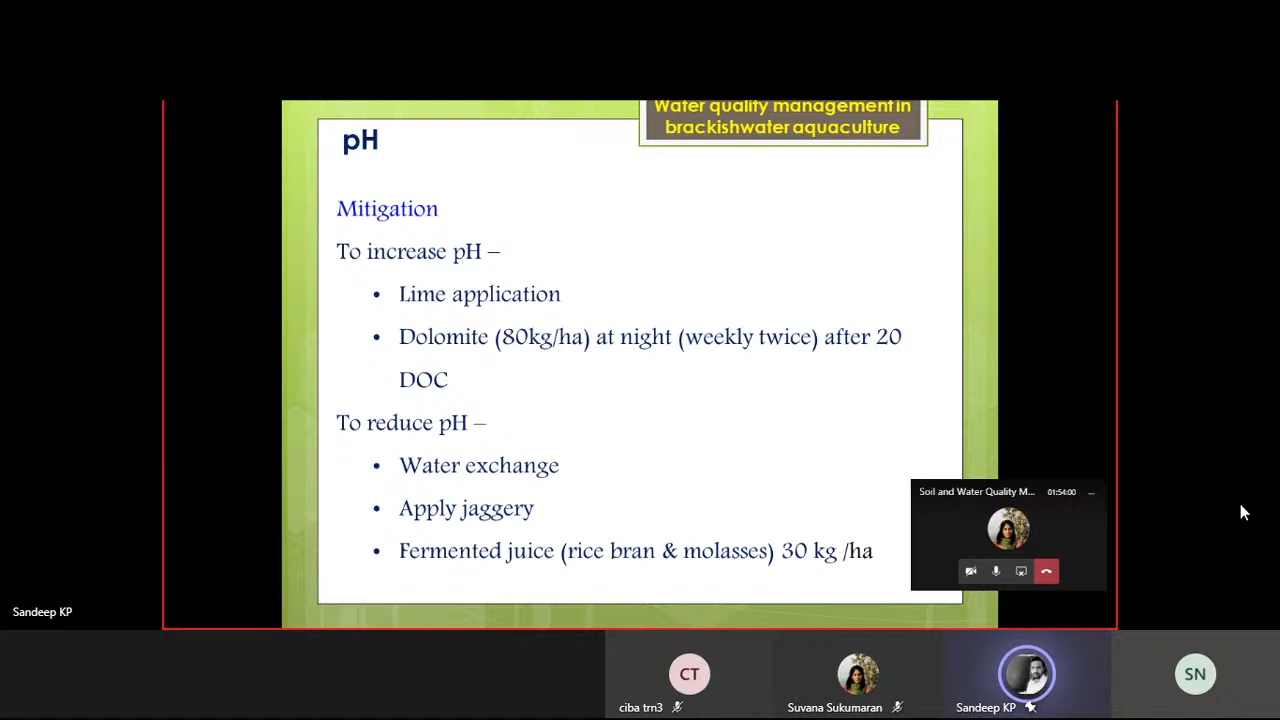 Water quality management in
brackishwater aquaculture
pH
Mitigation
To increase pH –
• Lime application
• Dolomite (80kg/ha) at night (weekly twice) after 20
DOC
To reduce pH –
• Water exchange
• Apply jaggery
• Fermented juice (rice bran & molasses) 30 kg /ha
Soil and Water Quality M... 01:54:00
Sandeep KP
CT
SN
ciba trn3
Suvana Sukumaran
Sandeep KP